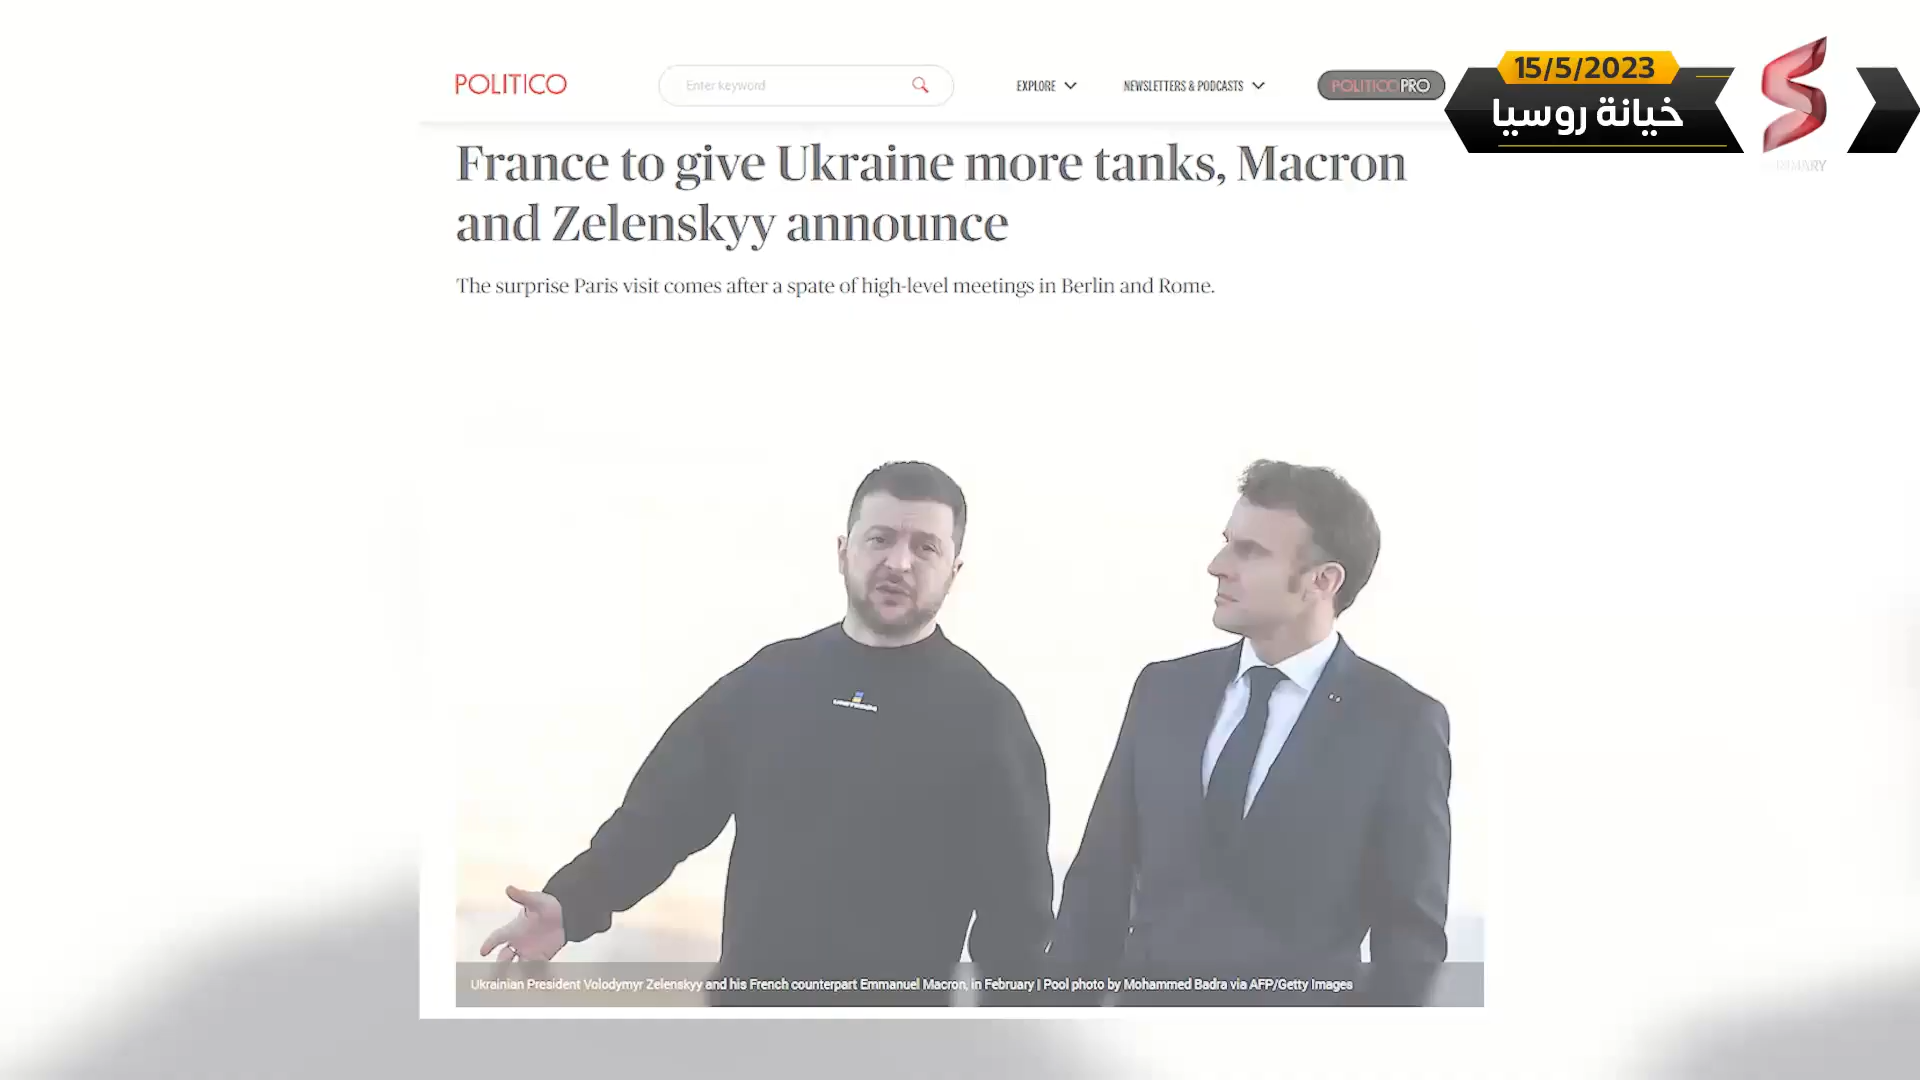 POLITICO
Enter keyword
EXPLORE
NEWSLETTERS & PODCASTS
POLITICOPRO
15/5/2023
خيانة روسيا
France to give Ukraine more tanks, Macron
and Zelenskyy announce
The surprise Paris visit comes after a spate of high-level meetings in Berlin and Rome.
Ukrainian President Volodymyr Zelenskyy and his French counterpart Emmanuel Macron, in February | Pool photo by Mohammed Badra via AFP/Getty Images